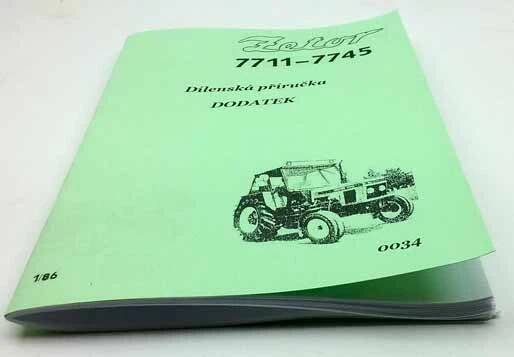 Zetor
7711-7745
Dílenská příručka
DODATEK
0034
1/86